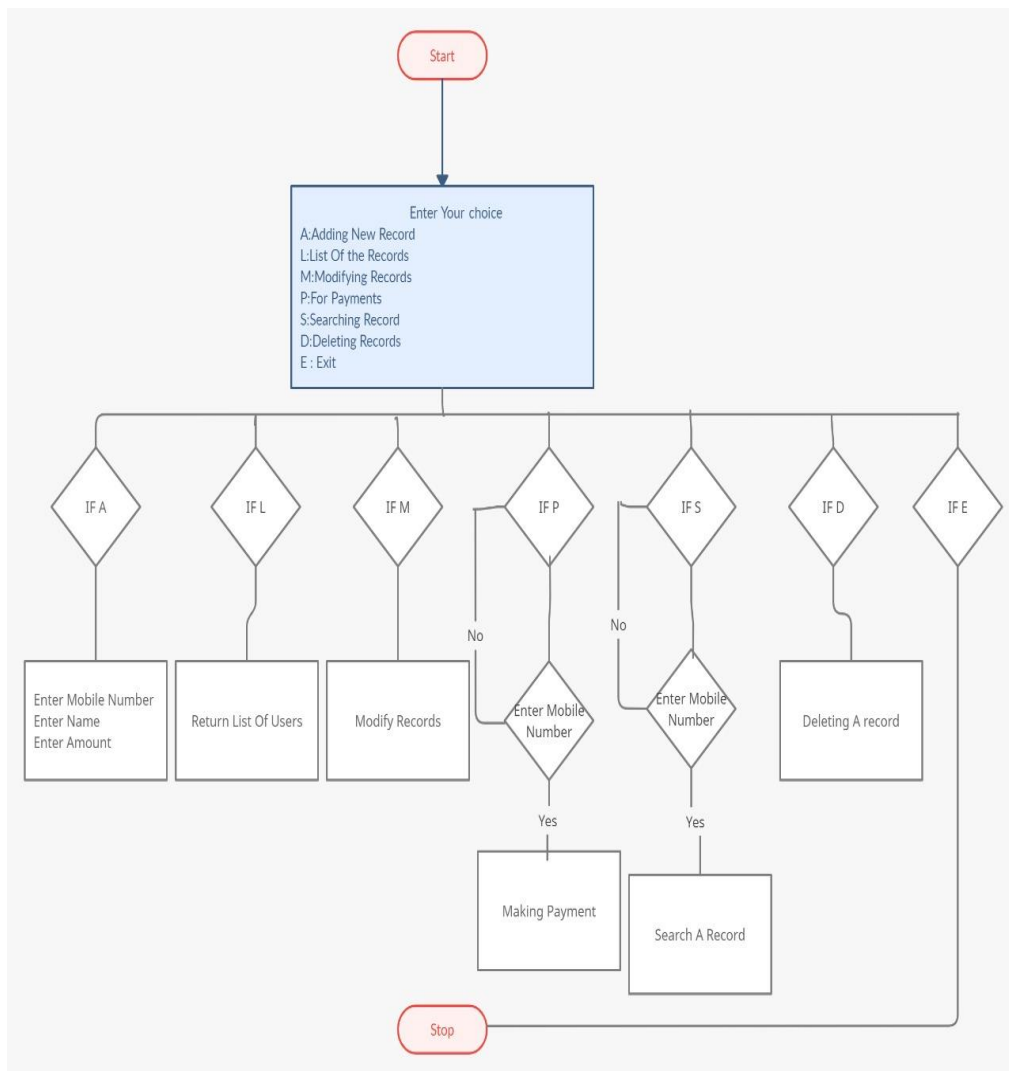 Start
Enter Your choice
A:Adding New Record
L:List Of the Records
M:Modifying Records
P:For Payments
S:Searching Record
D:Deleting Records
E : Exit
IF A
IF L
IF M
IF P
IF S
IF D
IF E
No
No
Enter Mobile Number
Enter Name
Enter Amount
Return List Of Users
Modify Records
Enter Mobile
Number
Enter Mobile
Number
Deleting A record
Yes
Yes
Making Payment
Search A Record
Stop